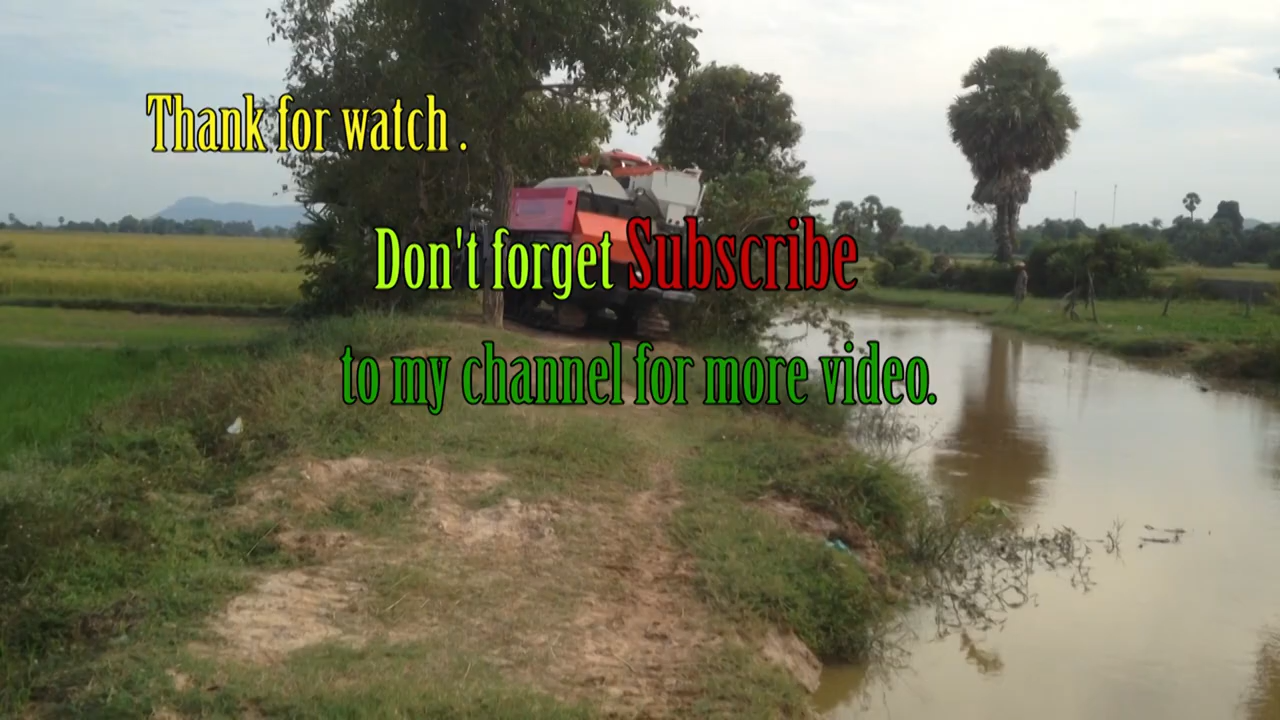 Thank for watch .
Don't forget Subscribe
to my channel for more video.